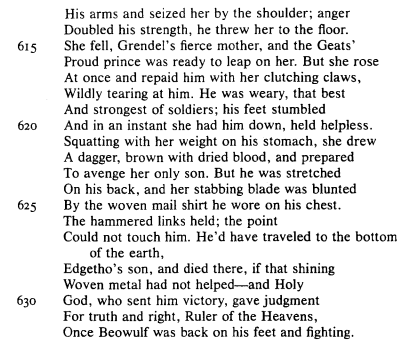 His arms and seized her by the shoulder; anger
Doubled his strength, he threw her to the floor.
615 She fell, Grendel's fierce mother, and the Geats'
Proud prince was ready to leap on her. But she rose
At once and repaid him with her clutching claws,
Wildly tearing at him. He was weary, that best
And strongest of soldiers; his feet stumbled
620 And in an instant she had him down, held helpless.
Squatting with her weight on his stomach, she drew
A dagger, brown with dried blood, and prepared
To avenge her only son. But he was stretched
On his back, and her stabbing blade was blunted
625 By the woven mail shirt he wore on his chest.
The hammered links held; the point
Could not touch him. He'd have traveled to the bottom
of the earth,
Edgetho's son, and died there, if that shining
Woven metal had not helped—and Holy
630 God, who sent him victory, gave judgment
For truth and right, Ruler of the Heavens,
Once Beowulf was back on his feet and fighting.